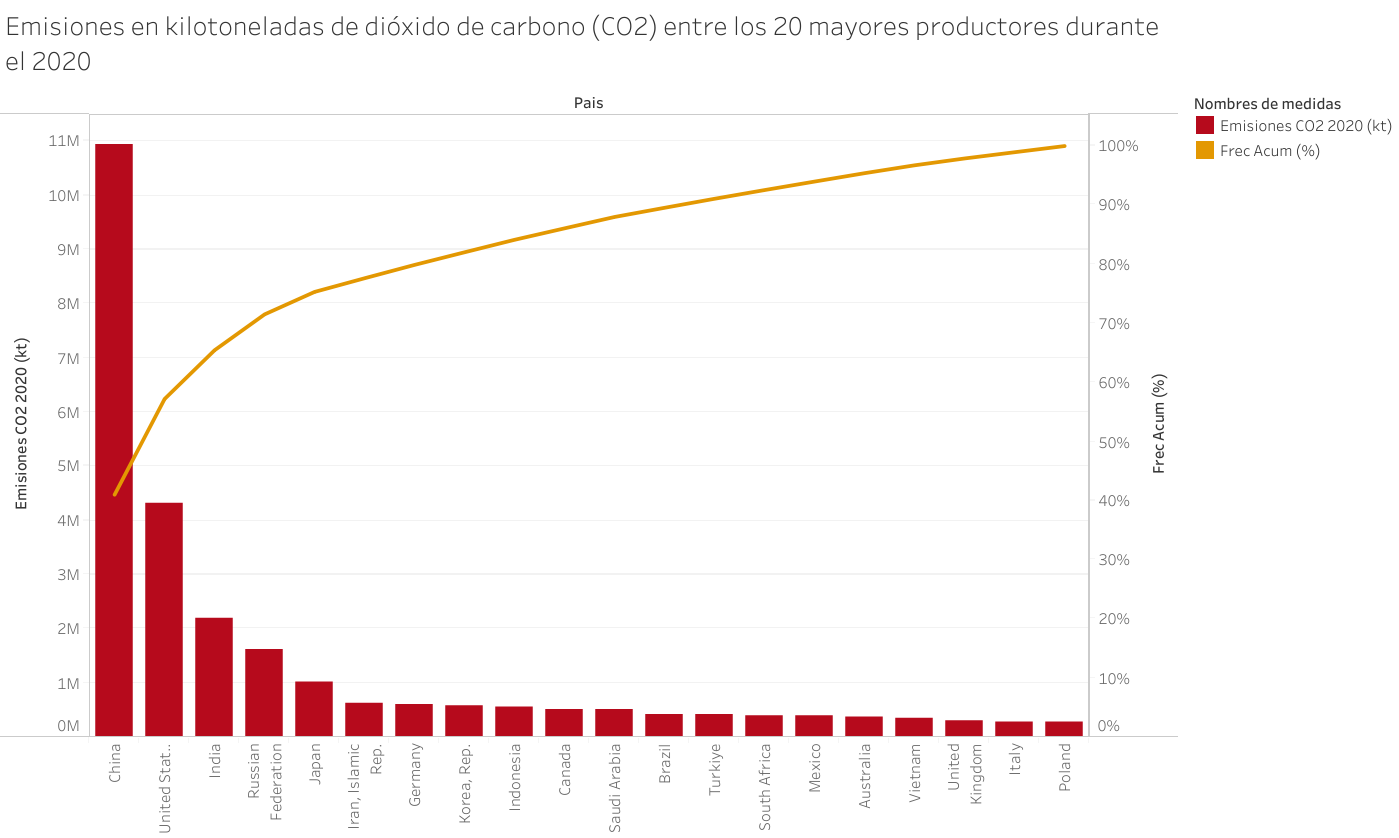 Emisiones en kilotoneladas de dióxido de carbono (CO2) entre los 20 mayores productores durante
el 2020
Pais
Nombres de medidas
Emisiones CO2 2020 (kt)
Frec Acum (%)
11M
10M
9M
8M
7M
6M
5M
4M
3M
2M
1M
0M
Emisiones CO2 2020 (kt)
100%
90%
80%
70%
60%
50%
40%
30%
20%
10%
0%
Frec Acum (%)
China
United Stat..
India
Russian
Federation
Japan
Iran, Islamic
Rep.
Germany
Korea, Rep.
Indonesia
Canada
Saudi Arabia
Brazil
Turkiye
South Africa
Mexico
Australia
Vietnam
United
Kingdom
Italy
Poland